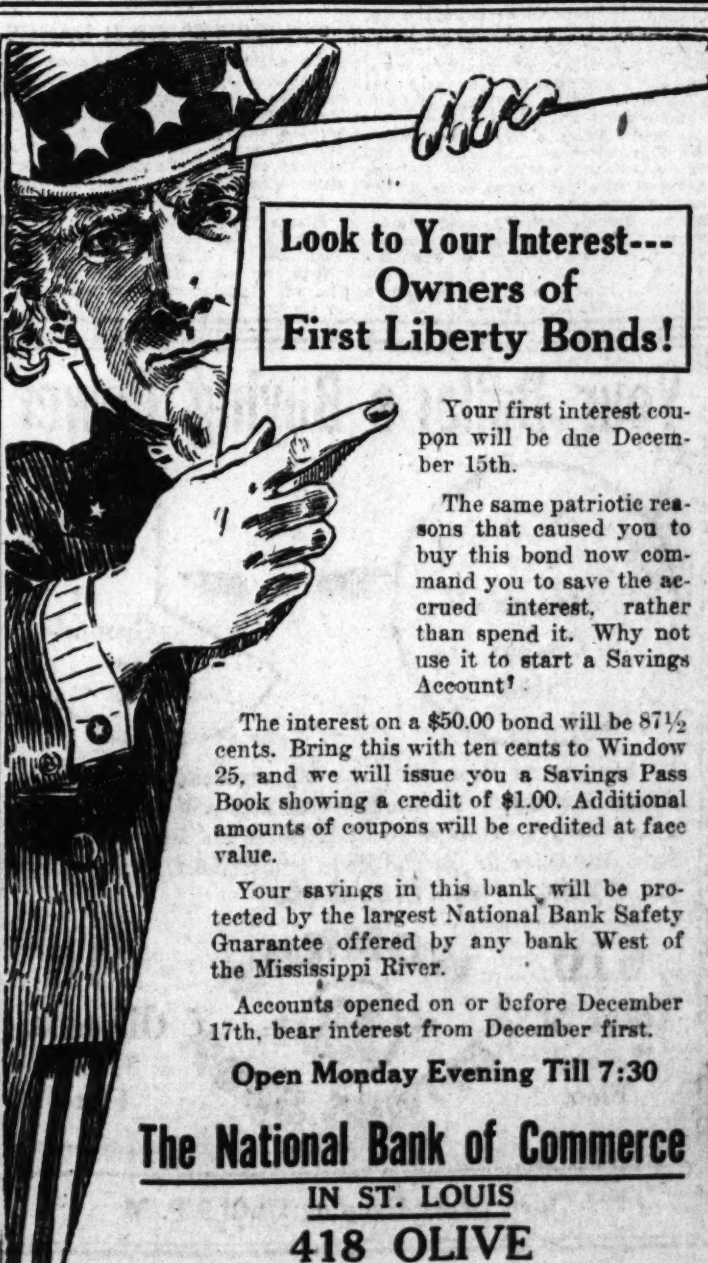 Look to Your Interest---
Owners of
First Liberty Bonds!
Your first interest cou-
pon will be due Decem-
ber 15th.
The same patriotic rea-
sons that caused you to
buy this bond now com-
mand you to save the ac-
crued interest, rather
than spend it. Why not
use it to start a Savings
Account?
The interest on a $50.00 bond will be 87½
cents. Bring this with ten cents to Window
25, and we will issue you a Savings Pass
Book showing a credit of $1.00. Additional
amounts of coupons will be credited at face
value.
Your savings in this bank will be pro-
tected by the largest National Bank Safety
Guarantee offered by any bank West of
the Mississippi River.
Accounts opened on or before December
17th, bear interest from December first.
Open Monday Evening Till 7:30
The National Bank of Commerce
IN ST. LOUIS
418 OLIVE